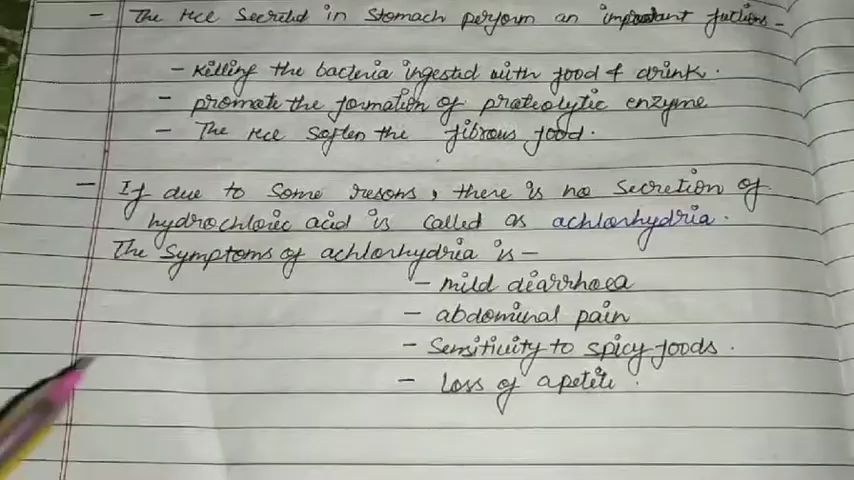 - The HCl Secreted in Stomach perform an important fuctions -
- Killing the bacteria ingested with food & drink.
- promote the formation of proteolytic enzyme
- The HCl Soften the fibrous food.
- If due to Some resons, there is no Secretion of
hydrochloric acid is called as achlorhydria.
The Symptoms of achlorhydria is -
- mild diarrhoea
- abdominal pain
- Sensitivity to spicy foods.
- Loss of apetite.